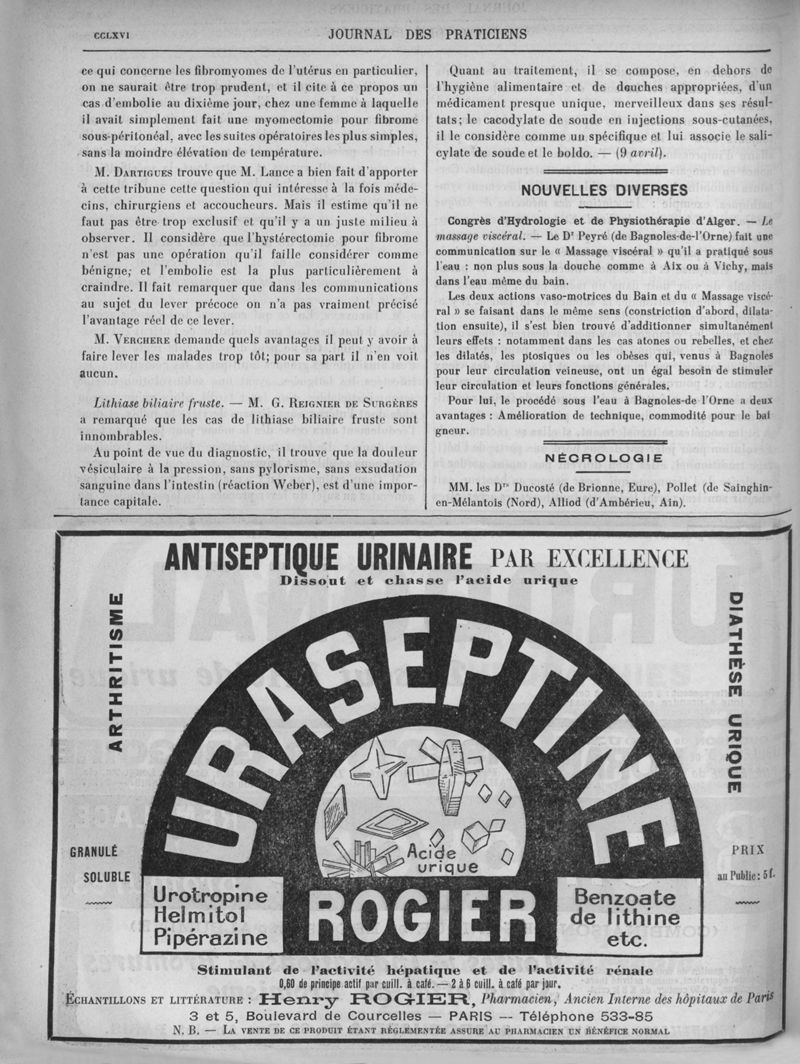 CCLXVI
JOURNAL DES PRATICIENS
ce qui concerne les fibromyomes de l'utérus en particulier,
on ne saurait être trop prudent, et il cite à ce propos un
cas d'embolie au dixième jour, chez une femme à laquelle
il avait simplement fait une myomectomie pour fibrome
sous-péritonéal, avec les suites opératoires les plus simples,
sans la moindre élévation de température.
M. DARTIGUES trouve que M. Lance a bien fait d'apporter
à cette tribune cette question qui intéresse à la fois méde-
cins, chirurgiens et accoucheurs. Mais il estime qu'il ne
faut pas être trop exclusif et qu'il y a un juste milieu à
observer. Il considère que l'hystérectomie pour fibrome
n'est pas une opération qu'il faille considérer comme
bénigne; et l'embolie est la plus particulièrement à
craindre. Il fait remarquer que dans les communications
au sujet du lever précoce on n'a pas vraiment précisé
l'avantage réel de ce lever.
M. VERCHERE demande quels avantages il peut y avoir à
faire lever les malades trop tôt; pour sa part il n'en voit
aucun.
Lithiase biliaire fruste. — M. G. REIGNIER DE SURGÈRES
a remarqué que les cas de lithiase biliaire fruste sont
innombrables.
Au point de vue du diagnostic, il trouve que la douleur
vésiculaire à la pression, sans pylorisme, sans exsudation
sanguine dans l'intestin (réaction Weber), est d'une impor-
tance capitale.
Quant au traitement, il se compose, en dehors de
l'hygiène alimentaire et de douches appropriées, d'un
médicament presque unique, merveilleux dans ses résul-
tats; le cacodylate de soude en injections sous-cutanées,
il le considère comme un spécifique et lui associe le sali-
cylate de soude et le boldo. — (9 avril).
NOUVELLES DIVERSES
Congrès d'Hydrologie et de Physiothérapie d'Alger. — Le
massage viscéral. — Le Dr Peyré (de Bagnoles-de-l'Orne) fait une
communication sur le « Massage viscéral » qu'il a pratiqué sous
l'eau : non plus sous la douche comme à Aix ou à Vichy, mais
dans l'eau même du bain.
Les deux actions vaso-motrices du Bain et du « Massage viscé-
ral » se faisant dans le même sens (constriction d'abord, dilata-
tion ensuite), il s'est bien trouvé d'additionner simultanément
leurs effets : notamment dans les cas atones ou rebelles, et chez
les dilatés, les ptosiques ou les obèses qui, venus à Bagnoles
pour leur circulation veineuse, ont un égal besoin de stimuler
leur circulation et leurs fonctions générales.
Pour lui, le procédé sous l'eau à Bagnoles-de l'Orne a deux
avantages : Amélioration de technique, commodité pour le bai
gneur.
NÉCROLOGIE
MM. les Drs Ducosté (de Brionne, Eure), Pollet (de Sainghin-
en-Mélantois (Nord), Alliod (d'Ambérieu, Ain).
ANTISEPTIQUE URINAIRE PAR EXCELLENCE
Dissout et chasse l'acide urique
ARTHRITISME
DIATHÈSE URIQUE
URASEPTINE
Acide
urique
GRANULÉ
SOLUBLE
PRIX
au Public: 5 f.
Urotropine
Helmitol
Pipérazine
ROGIER
Benzoate
de lithine
etc.
Stimulant de l'activité hépatique et de l'activité rénale
0,60 de principe actif par cuill. à café. — 2 à 6 cuill. à café par jour.
ÉCHANTILLONS ET LITTÉRATURE : Henry ROGIER, Pharmacien, Ancien Interne des hôpitaux de Paris
3 et 5, Boulevard de Courcelles — PARIS — Téléphone 533-85
N. B. — LA VENTE DE CE PRODUIT ÉTANT RÉGLEMENTÉE ASSURE AU PHARMACIEN UN BÉNÉFICE NORMAL